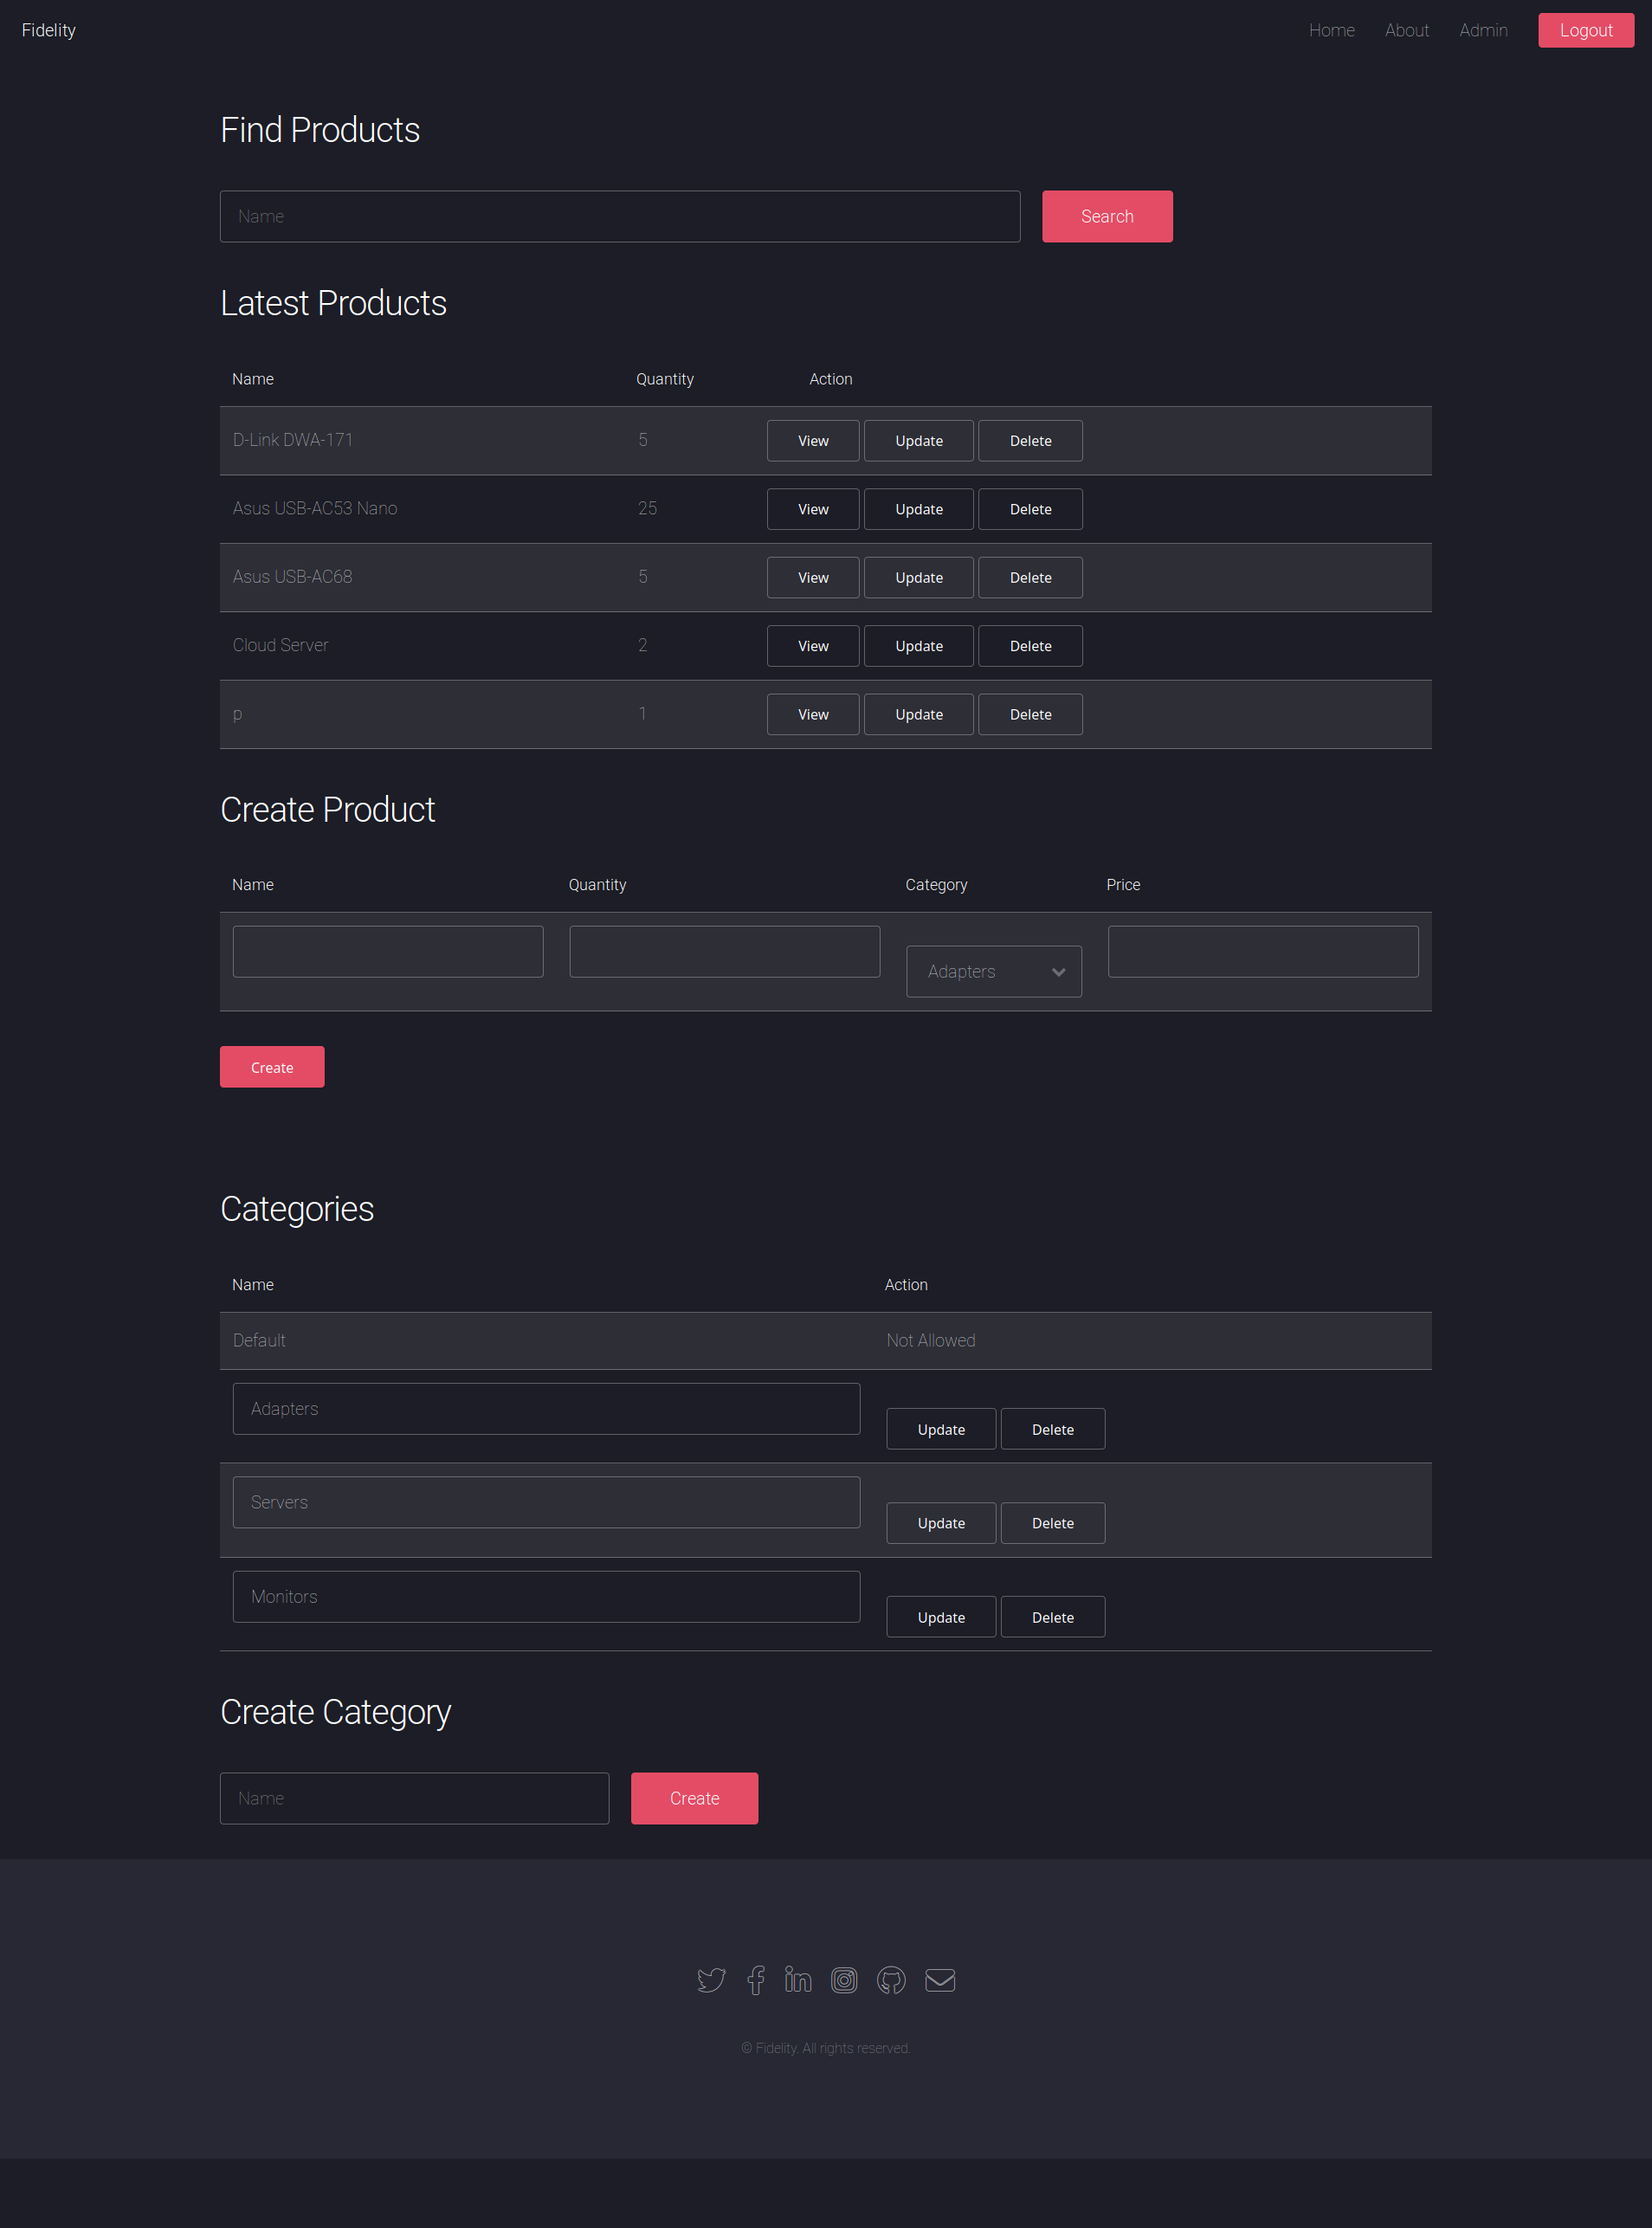 Fidelity Home About Admin Logout
Find Products
Name Search
Latest Products
Name Quantity Action
D-Link DWA-171 5 View Update Delete
Asus USB-AC53 Nano 25 View Update Delete
Asus USB-AC68 5 View Update Delete
Cloud Server 2 View Update Delete
p 1 View Update Delete
Create Product
Name Quantity Category Price
Adapters
Create
Categories
Name Action
Default Not Allowed
Adapters Update Delete
Servers Update Delete
Monitors Update Delete
Create Category
Name Create
© Fidelity. All rights reserved.